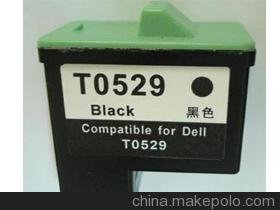 T0529
Black 黑色
Compatible for Dell
T0529
china.makepolo.com